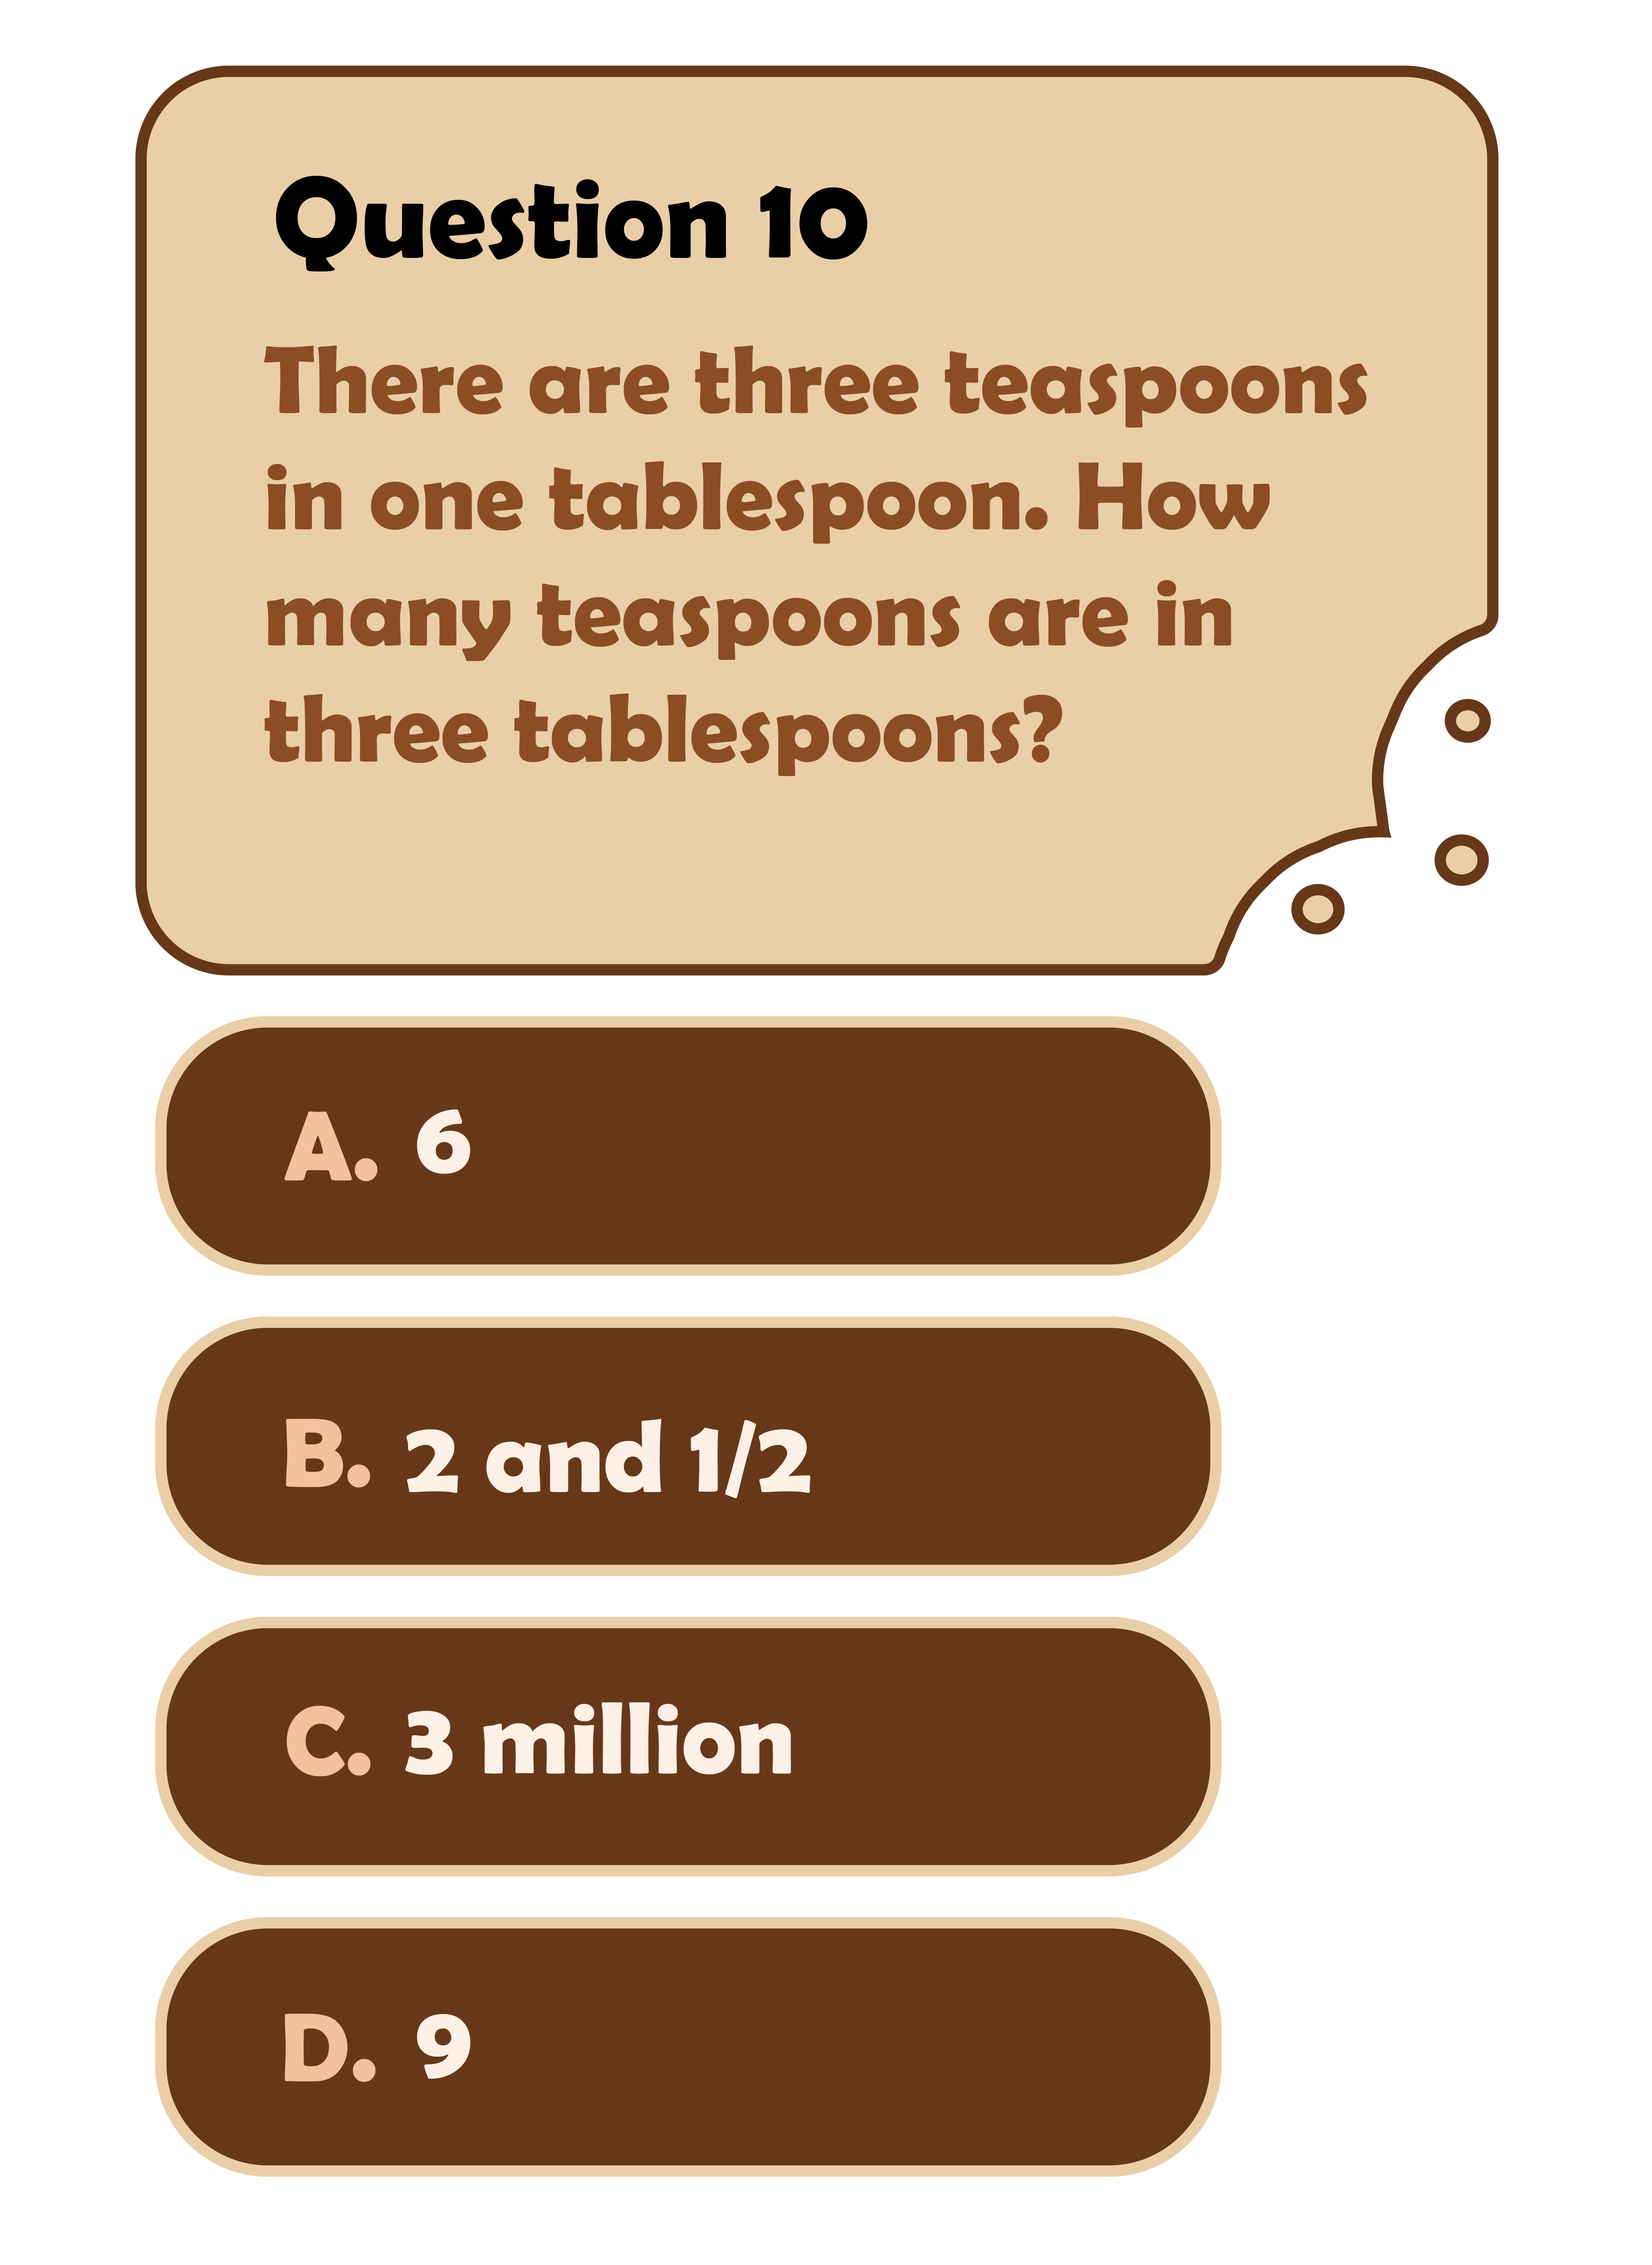 Question 10
There are three teaspoons
in one tablespoon. How
many teaspoons are in
three tablespoons?
A. 6
B. 2 and 1/2
C. 3 million
D. 9